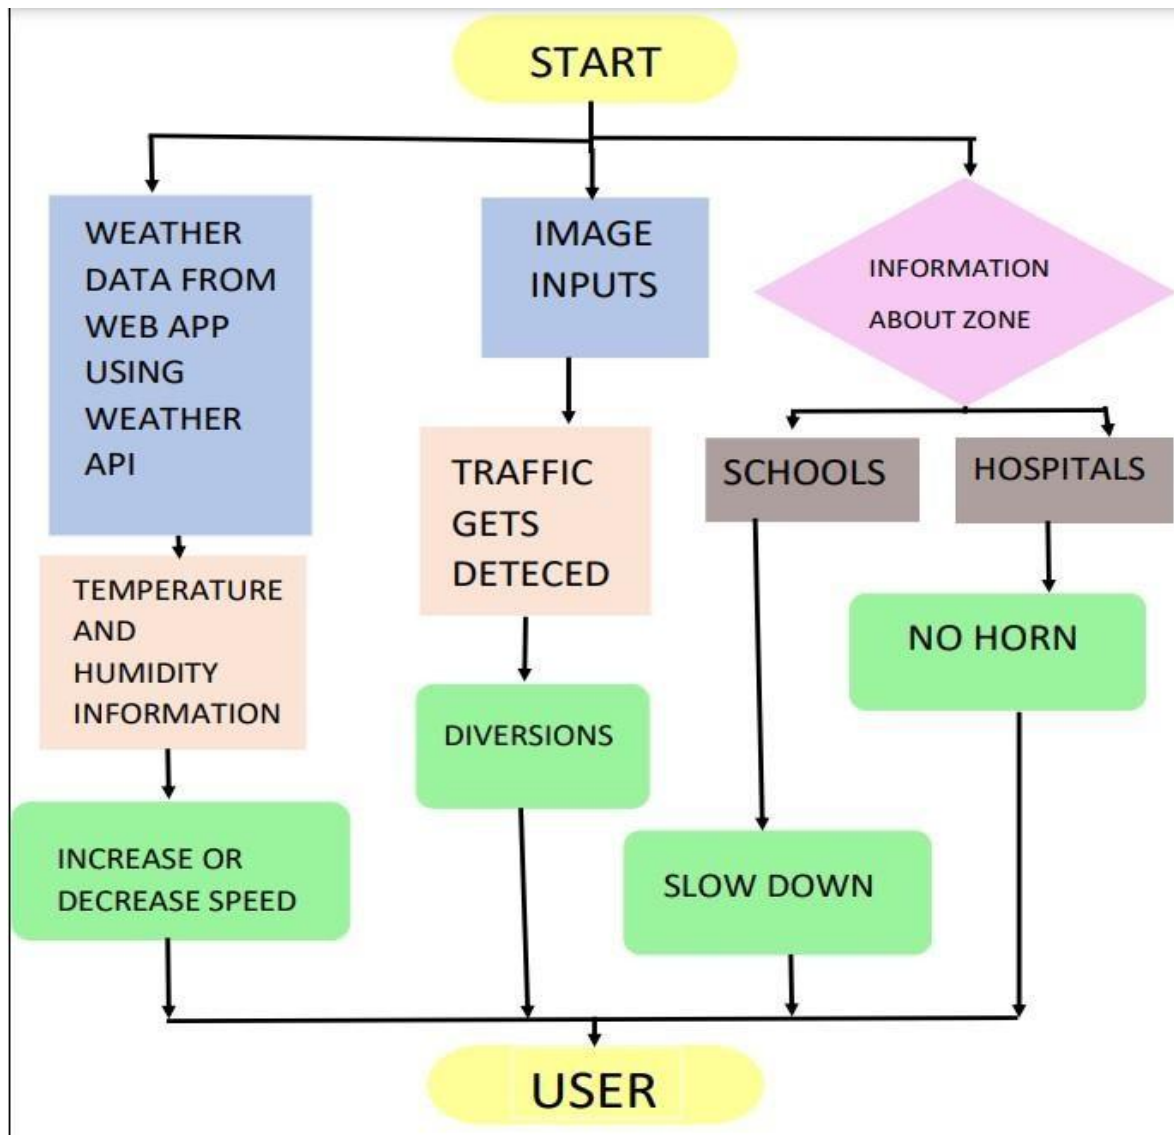 START
WEATHER
DATA FROM
WEB APP
USING
WEATHER
API
IMAGE
INPUTS
INFORMATION
ABOUT ZONE
TRAFFIC
GETS
DETECED
SCHOOLS
HOSPITALS
TEMPERATURE
AND
HUMIDITY
INFORMATION
NO HORN
DIVERSIONS
INCREASE OR
DECREASE SPEED
SLOW DOWN
USER